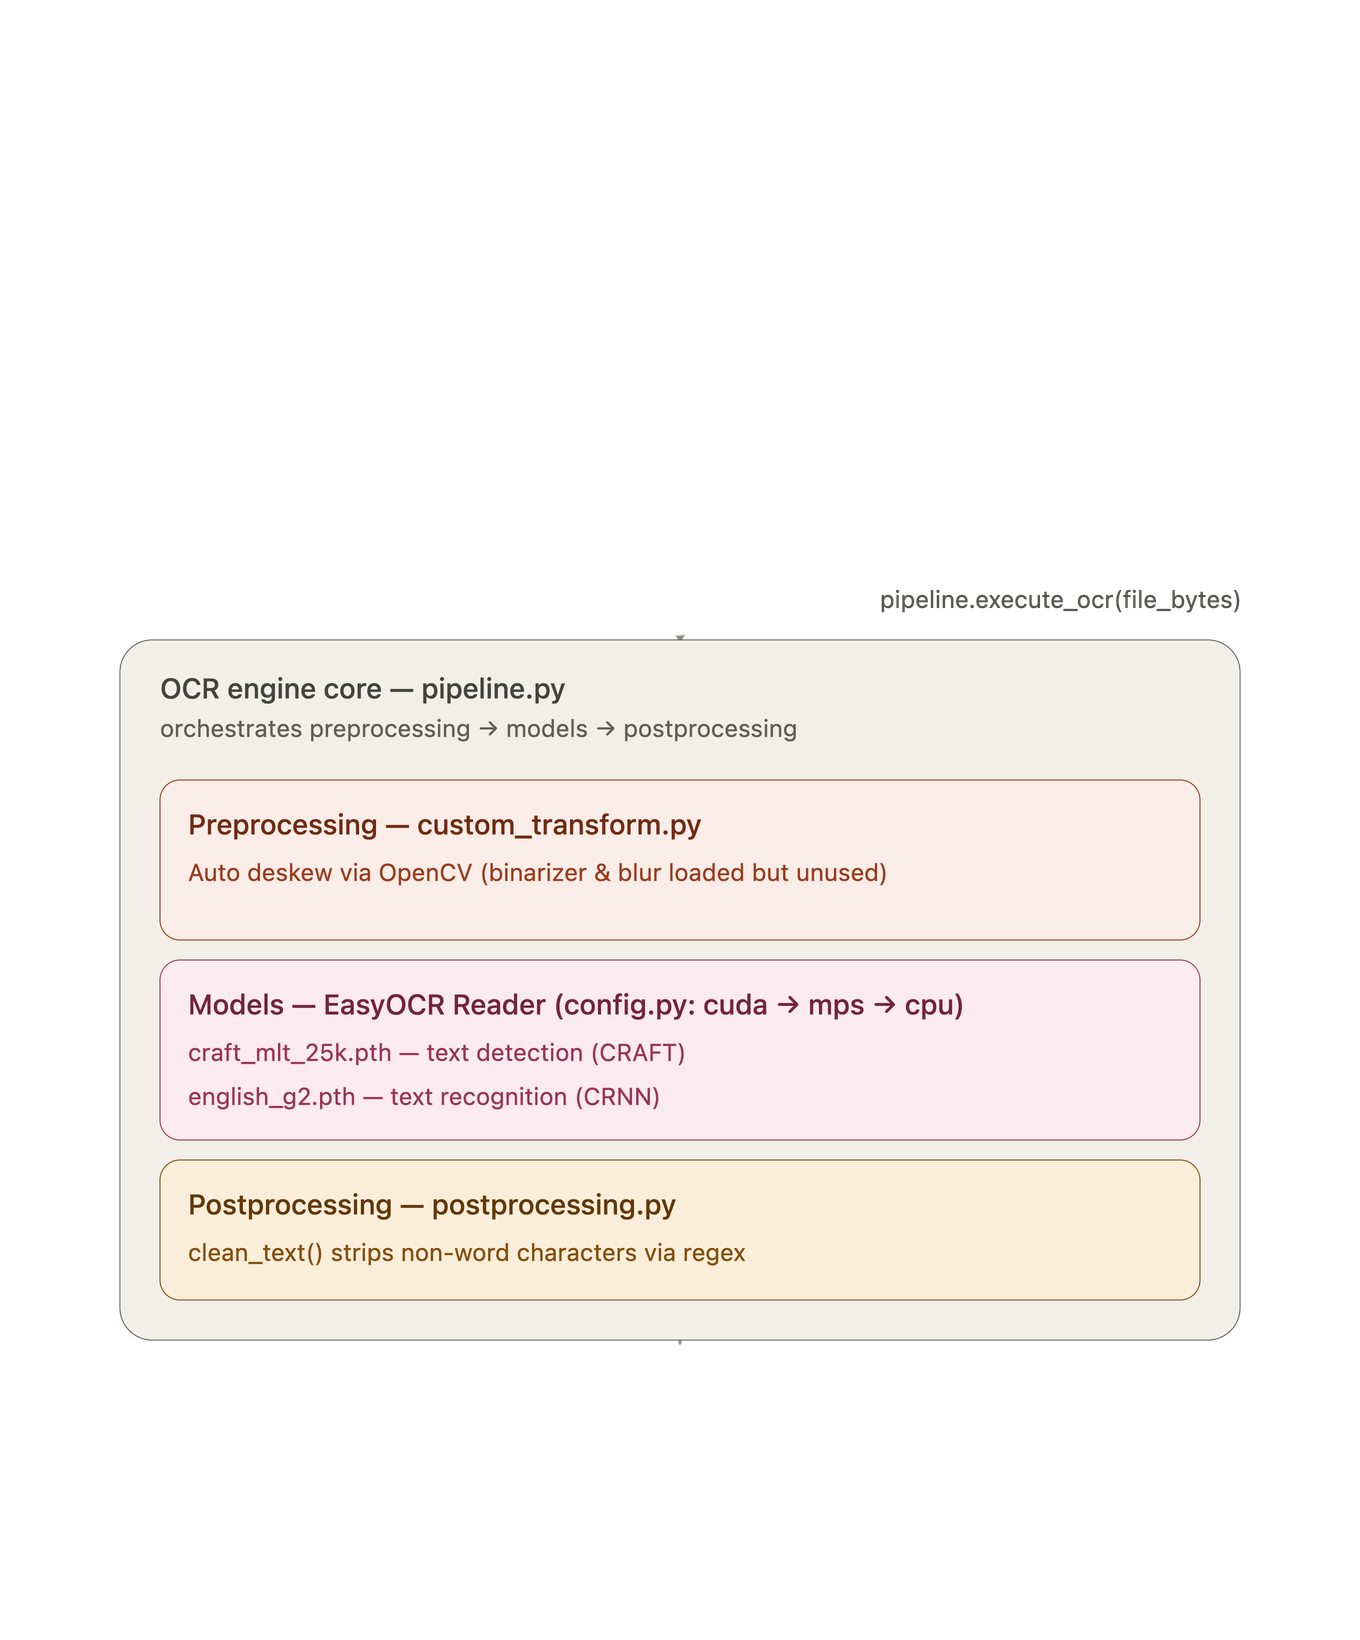 pipeline.execute_ocr(file_bytes)
OCR engine core — pipeline.py
orchestrates preprocessing → models → postprocessing
Preprocessing — custom_transform.py
Auto deskew via OpenCV (binarizer & blur loaded but unused)
Models — EasyOCR Reader (config.py: cuda → mps → cpu)
craft_mlt_25k.pth — text detection (CRAFT)
english_g2.pth — text recognition (CRNN)
Postprocessing — postprocessing.py
clean_text() strips non-word characters via regex